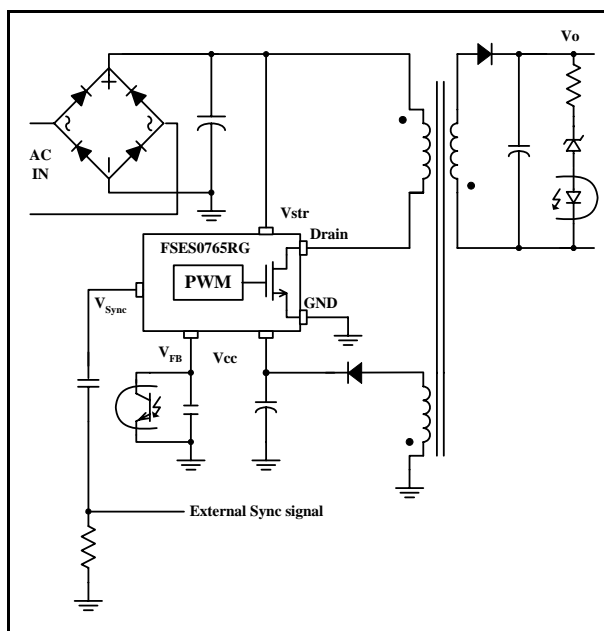 Vo
AC
IN
Vstr
FSES0765RG
Drain
PWM
GND
VSync
VFB
Vcc
External Sync signal